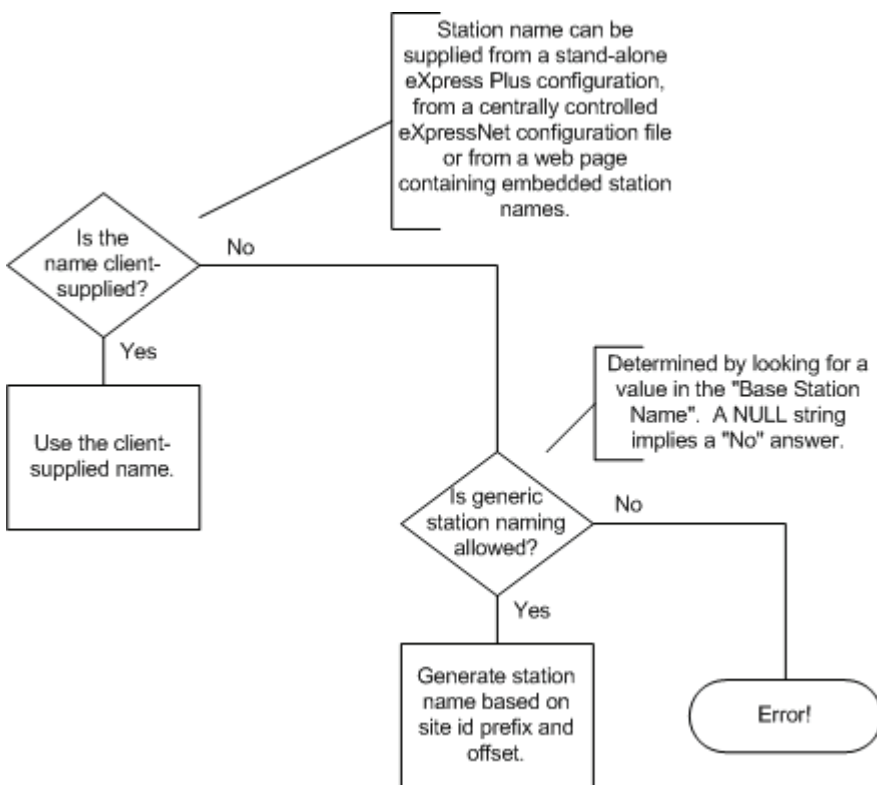 Station name can be
supplied from a stand-alone
eXpress Plus configuration,
from a centrally controlled
eXpressNet configuration file
or from a web page
containing embedded station
names.
Is the
name client-
supplied?
No
Yes
Use the client-
supplied name.
Determined by looking for a
value in the "Base Station
Name".  A NULL string
implies a "No" answer.
Is generic
station naming
allowed?
No
Yes
Generate station
name based on
site id prefix and
offset.
Error!